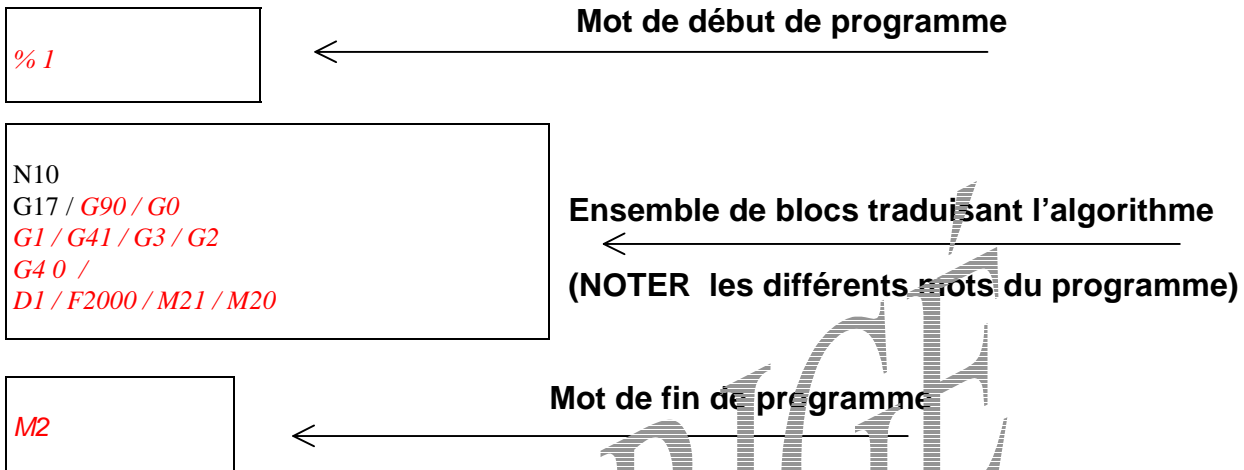 Mot de début de programme
% 1
N10
G17 / G90 / G0
G1 / G41 / G3 / G2
G4 0 /
D1 / F2000 / M21 / M20
Ensemble de blocs traduisant l'algorithme
(NOTER les différents mots du programme)
Mot de fin de programme
M2